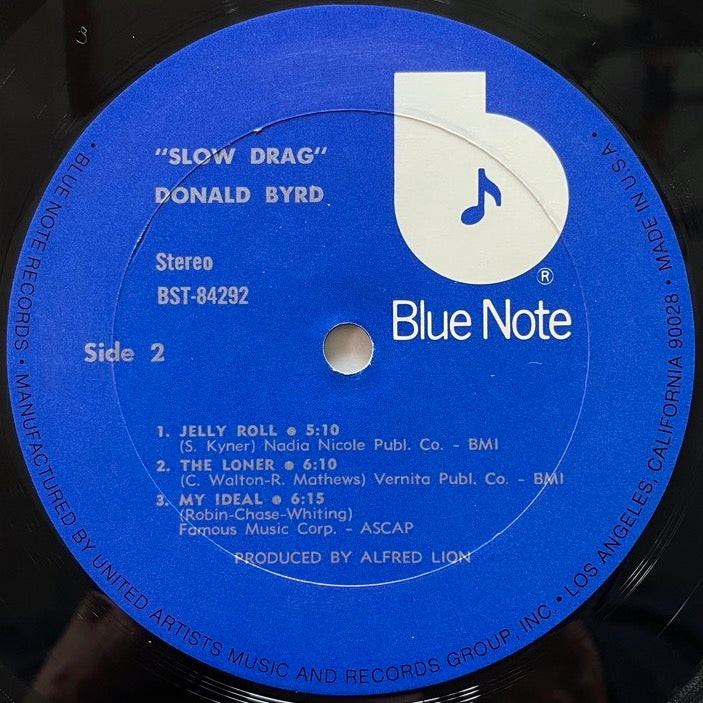 "SLOW DRAG"
DONALD BYRD
Stereo
BST-84292
Side 2
®
Blue Note
1. JELLY ROLL ● 5:10
(S. Kyner) Nadia Nicole Publ. Co. - BMI
2. THE LONER ● 6:10
(C. Walton-R. Mathews) Vernita Publ. Co. - BMI
3. MY IDEAL ● 6:15
(Robin-Chase-Whiting)
Famous Music Corp. - ASCAP
PRODUCED BY ALFRED LION
• BLUE NOTE RECORDS • MANUFACTURED BY UNITED ARTISTS MUSIC AND RECORDS GROUP, INC. • LOS ANGELES, CALIFORNIA 90028 • MADE IN U.S.A. •